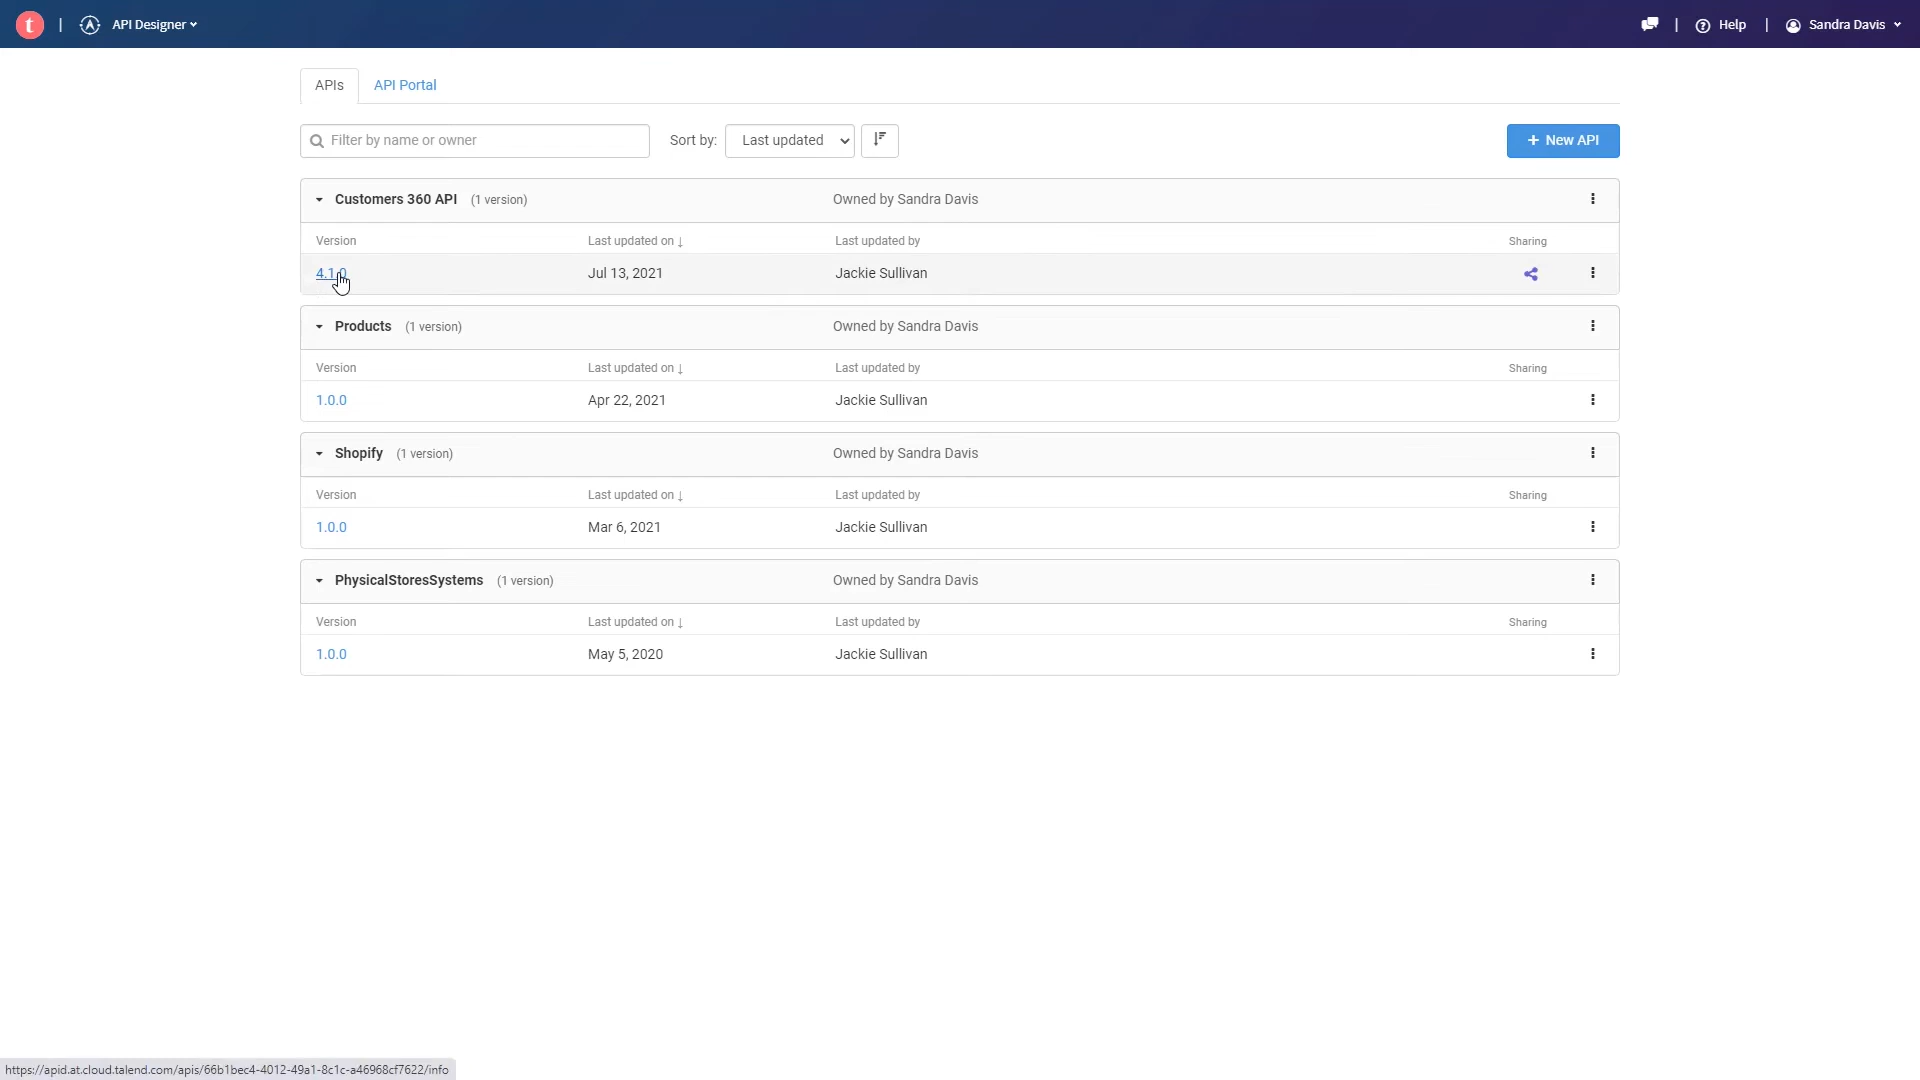 t | API Designer | Help | Sandra Davis
APIs API Portal
Filter by name or owner Sort by: Last updated + New API
Customers 360 API (1 version) Owned by Sandra Davis
Version Last updated on ↓ Last updated by Sharing
4.1.0 Jul 13, 2021 Jackie Sullivan
Products (1 version) Owned by Sandra Davis
Version Last updated on ↓ Last updated by Sharing
1.0.0 Apr 22, 2021 Jackie Sullivan
Shopify (1 version) Owned by Sandra Davis
Version Last updated on ↓ Last updated by Sharing
1.0.0 Mar 6, 2021 Jackie Sullivan
PhysicalStoresSystems (1 version) Owned by Sandra Davis
Version Last updated on ↓ Last updated by Sharing
1.0.0 May 5, 2020 Jackie Sullivan
https://apid.at.cloud.talend.com/apis/66b1bec4-4012-49a1-8c1c-a46968cf7622/info